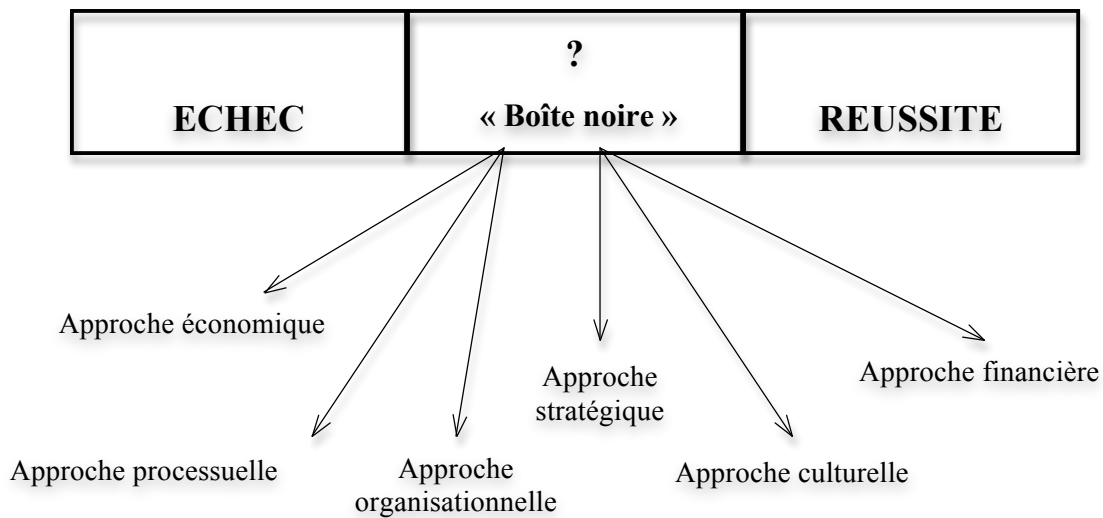 ?
ECHEC
« Boîte noire »
REUSSITE
Approche économique
Approche
stratégique
Approche financière
Approche processuelle
Approche
organisationnelle
Approche culturelle